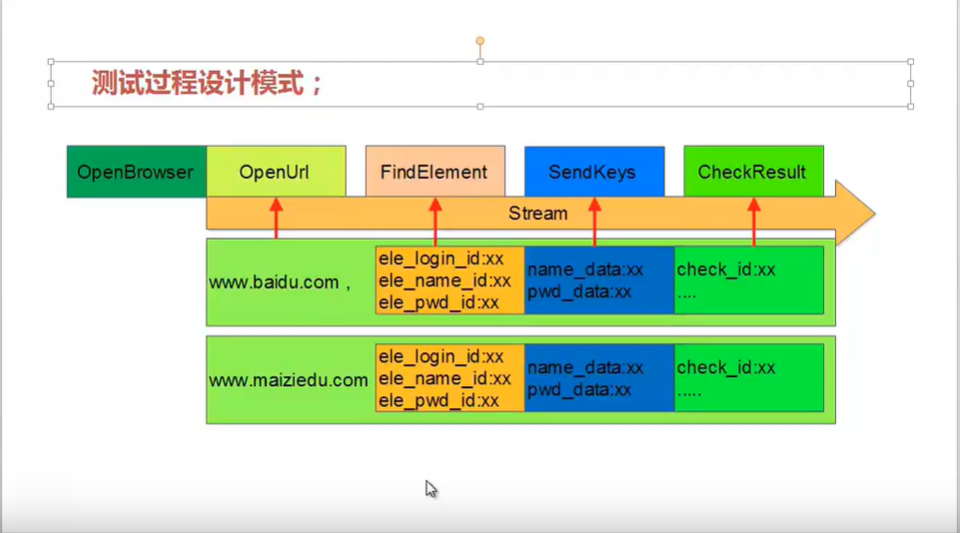 测试过程设计模式；
OpenBrowser
OpenUrl
FindElement
SendKeys
CheckResult
Stream
www.baidu.com，
ele_login_id:xx
ele_name_id:xx
ele_pwd_id:xx
name_data:xx
pwd_data:xx
check_id:xx
....
www.maiziedu.com
ele_login_id:xx
ele_name_id:xx
ele_pwd_id:xx
name_data:xx
pwd_data:xx
check_id:xx
.....